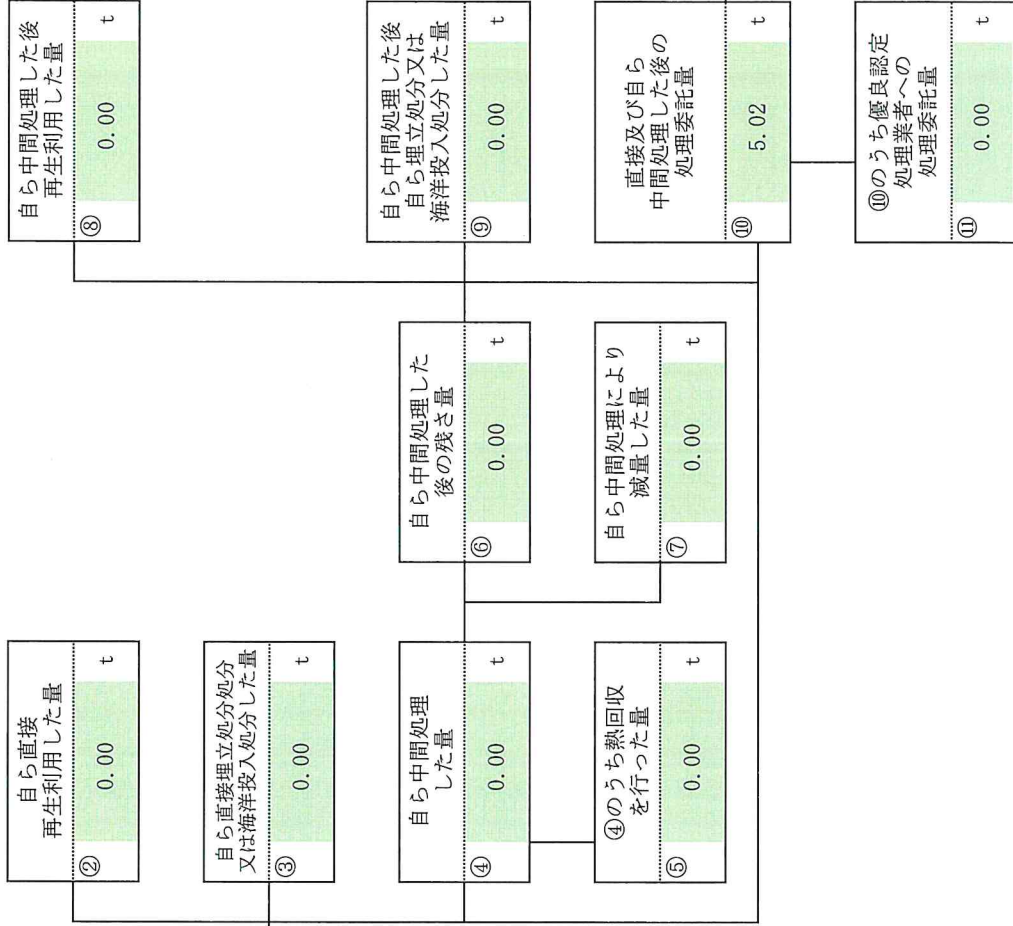 自ら直接
再生利用した量
② 0.00 t
自ら直接埋立処分処分
又は海洋投入処分した量
③ 0.00 t
自ら中間処理
した量
④ 0.00 t
④のうち熱回収
を行った量
⑤ 0.00 t
自ら中間処理した
後の残さ量
⑥ 0.00 t
自ら中間処理により
減量した量
⑦ 0.00 t
自ら中間処理した後
再生利用した量
⑧ 0.00 t
自ら中間処理した後
自ら埋立処分又は
海洋投入処分した量
⑨ 0.00 t
直接及び自ら
中間処理した後の
処理委託量
⑩ 5.02 t
⑩のうち優良認定
処理業者への
処理委託量
⑪ 0.00 t